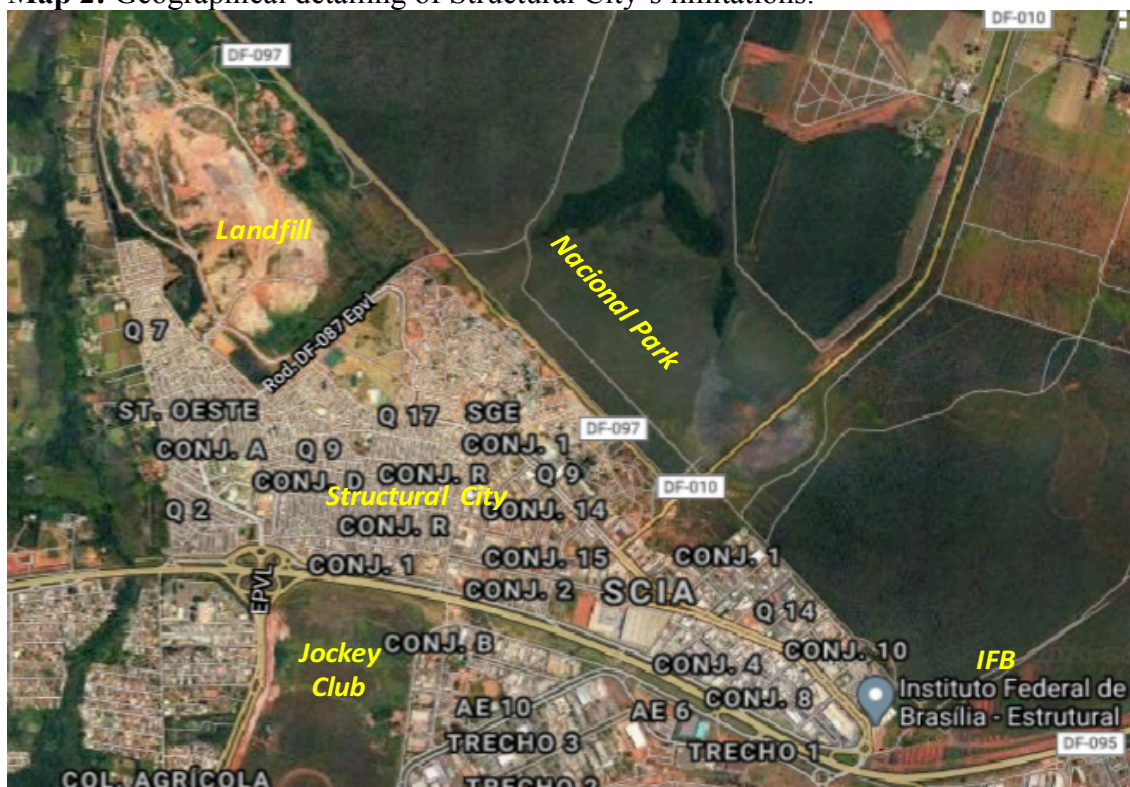 Map 2: Geographical detailing of Structural City's limitations.
DF-010
DF-097
Landfill
Nacional Park
Q 7
Rod. DF-087 Epvl
ST. OESTE
Q 17
SGE
DF-097
CONJ. A
Q 9
CONJ. 1
CONJ. D
CONJ. R
Q 9
Structural City
DF-010
Q 2
CONJ. 14
CONJ. R
CONJ. 1
CONJ. 15
CONJ. 1
EPVL
CONJ. 2
SCIA
Q 14
Jockey
Club
CONJ. B
CONJ. 4
CONJ. 10
IFB
Instituto Federal de
Brasília - Estrutural
CONJ. 8
AE 10
AE 6
TRECHO 3
TRECHO 1
DF-095
COL. AGRÍCOLA
TRECHO 2